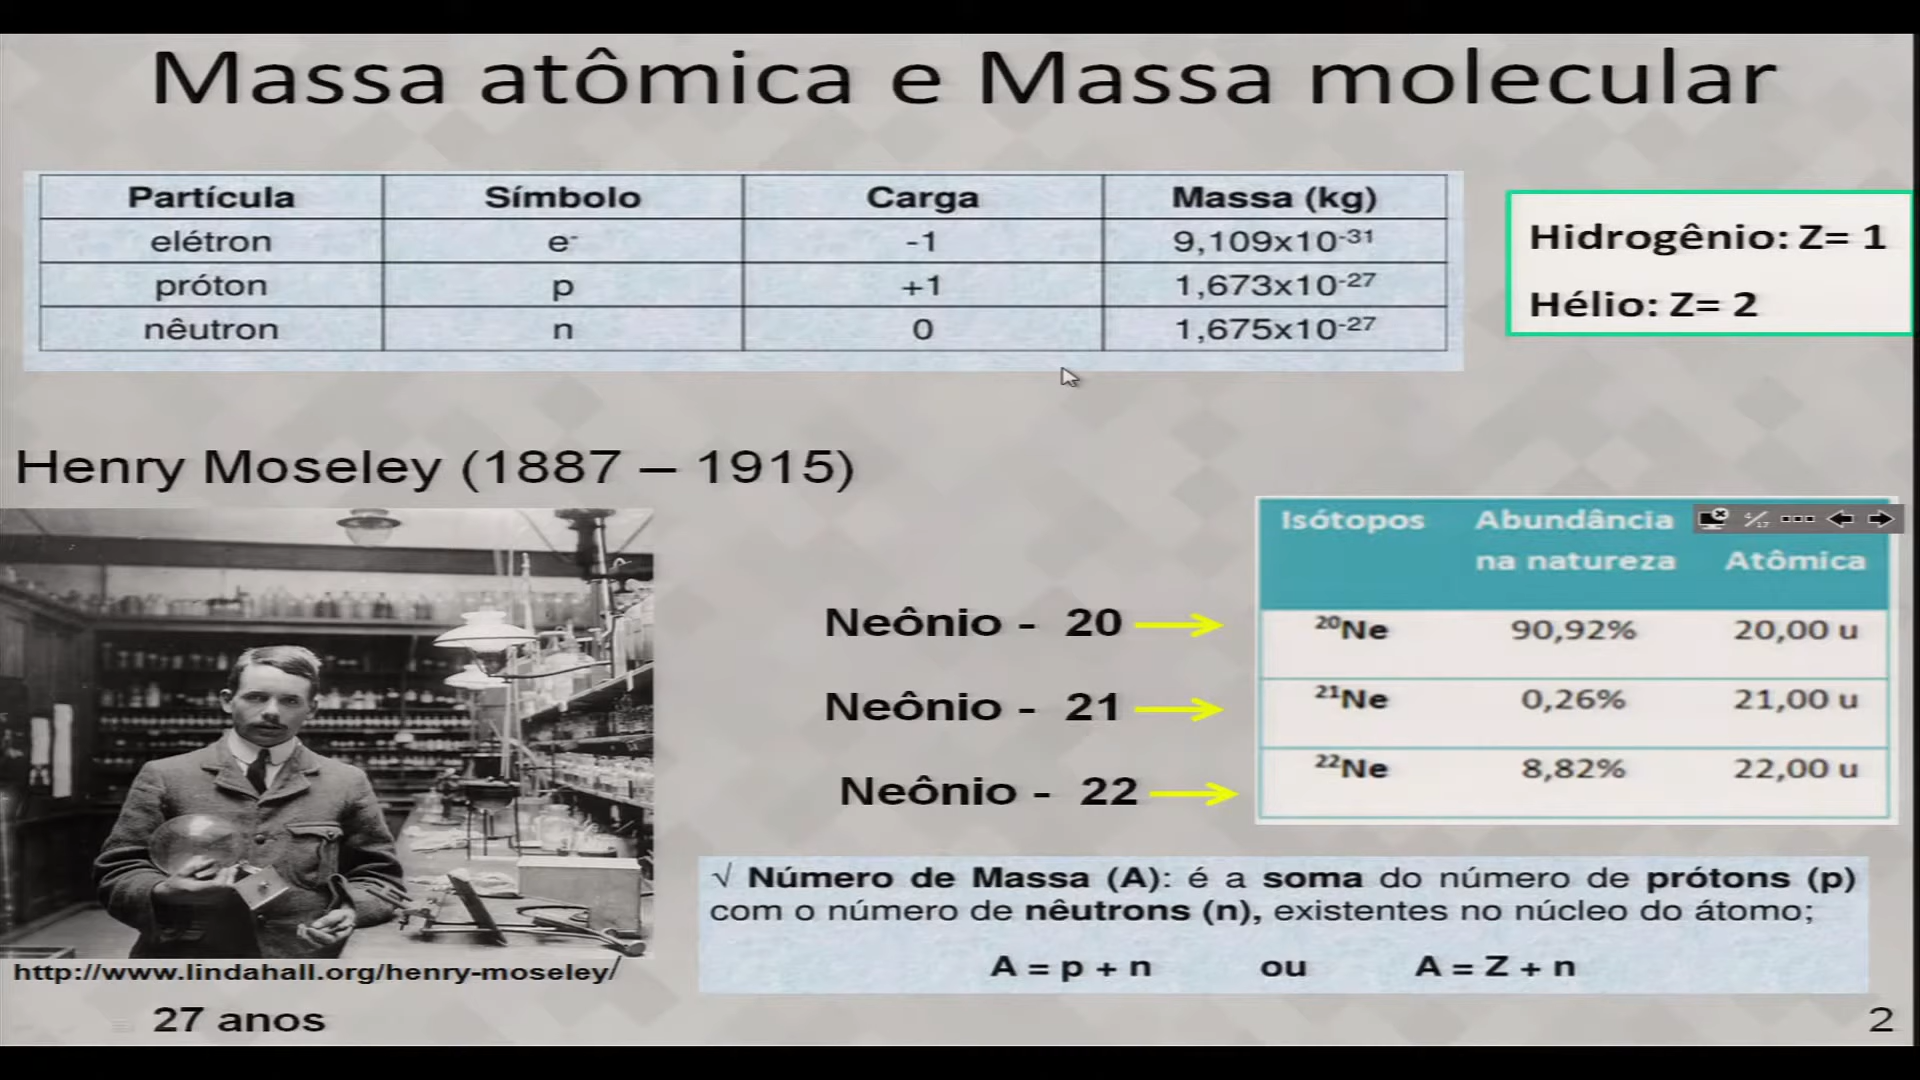 Massa atômica e Massa molecular
Partícula Símbolo Carga Massa (kg)
elétron e⁻ -1 9,109x10⁻³¹
próton p +1 1,673x10⁻²⁷
nêutron n 0 1,675x10⁻²⁷
Hidrogênio: Z= 1
Hélio: Z= 2
Henry Moseley (1887 – 1915)
http://www.lindahall.org/henry-moseley/
27 anos
Neônio - 20
Neônio - 21
Neônio - 22
Isótopos Abundância
na natureza Atômica
²⁰Ne 90,92% 20,00 u
²¹Ne 0,26% 21,00 u
²²Ne 8,82% 22,00 u
√ Número de Massa (A): é a soma do número de prótons (p)
com o número de nêutrons (n), existentes no núcleo do átomo;
A = p + n ou A = Z + n
2